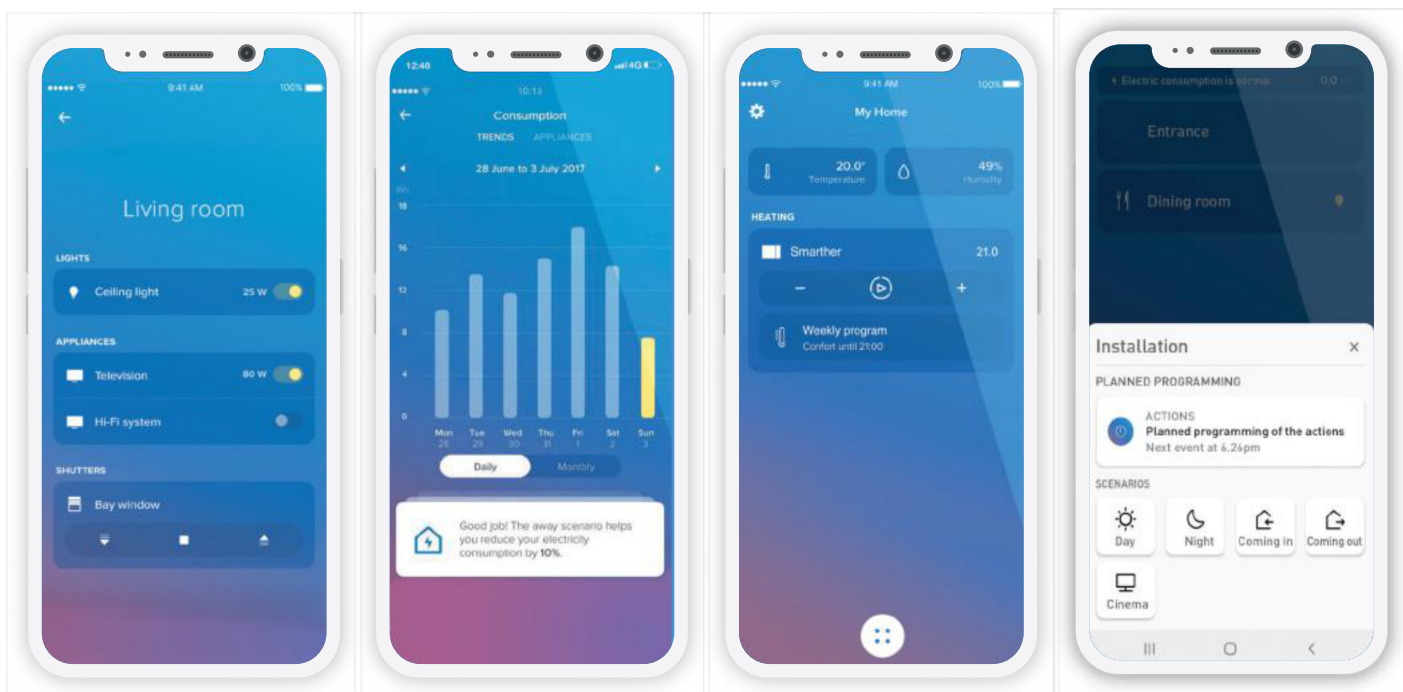 9:41 AM 100%
Living room
LIGHTS
Ceiling light 25 W
APPLIANCES
Television 80 W
Hi-Fi system
SHUTTERS
Bay window
12:48 4G
10:13
Consumption
TRENDS APPLIANCES
28 June to 3 July 2017
18
16
12
8
4
0
Mon Tue Wed Thu Fri Sat Sun
28 29 30 31 1 2 3
Daily Monthly
Good job! The away scenario helps
you reduce your electricity
consumption by 10%.
9:41 AM 100%
My Home
20.0° 49%
Temperature Humidity
HEATING
Smarther 21.0
− +
Weekly program
Confort until 21:00
Electric consumption is normal 0.0
Entrance
Dining room
Installation ×
PLANNED PROGRAMMING
ACTIONS
Planned programming of the actions
Next event at 6.26pm
SCENARIOS
Day Night Coming in Coming out
Cinema